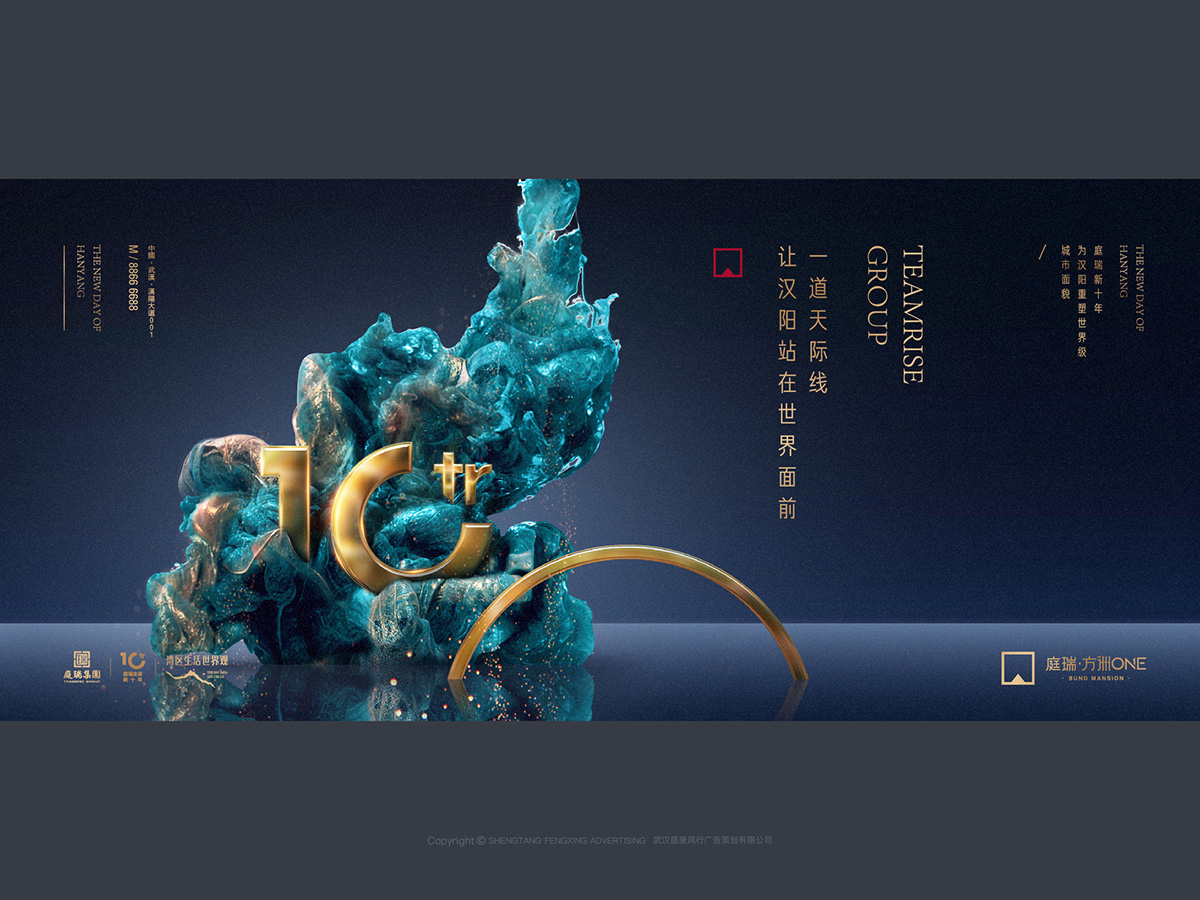 THE NEW DAY OF
HANYANG
中國·武漢·漢陽大道001
M / 8866 6688
10tr
一道天际线
让汉阳站在世界面前
TEAMRISE
GROUP
THE NEW DAY OF
HANYANG
庭瑞新十年
为汉阳重塑世界级
城市面貌
庭瑞集團
TEAMRISE GROUP
10tr
新十年
湾区生活世界观
庭瑞·方洲ONE
· BUND MANSION ·
Copyright © SHENGTANG FENGXING ADVERTISING 武汉盛唐风行广告策划有限公司